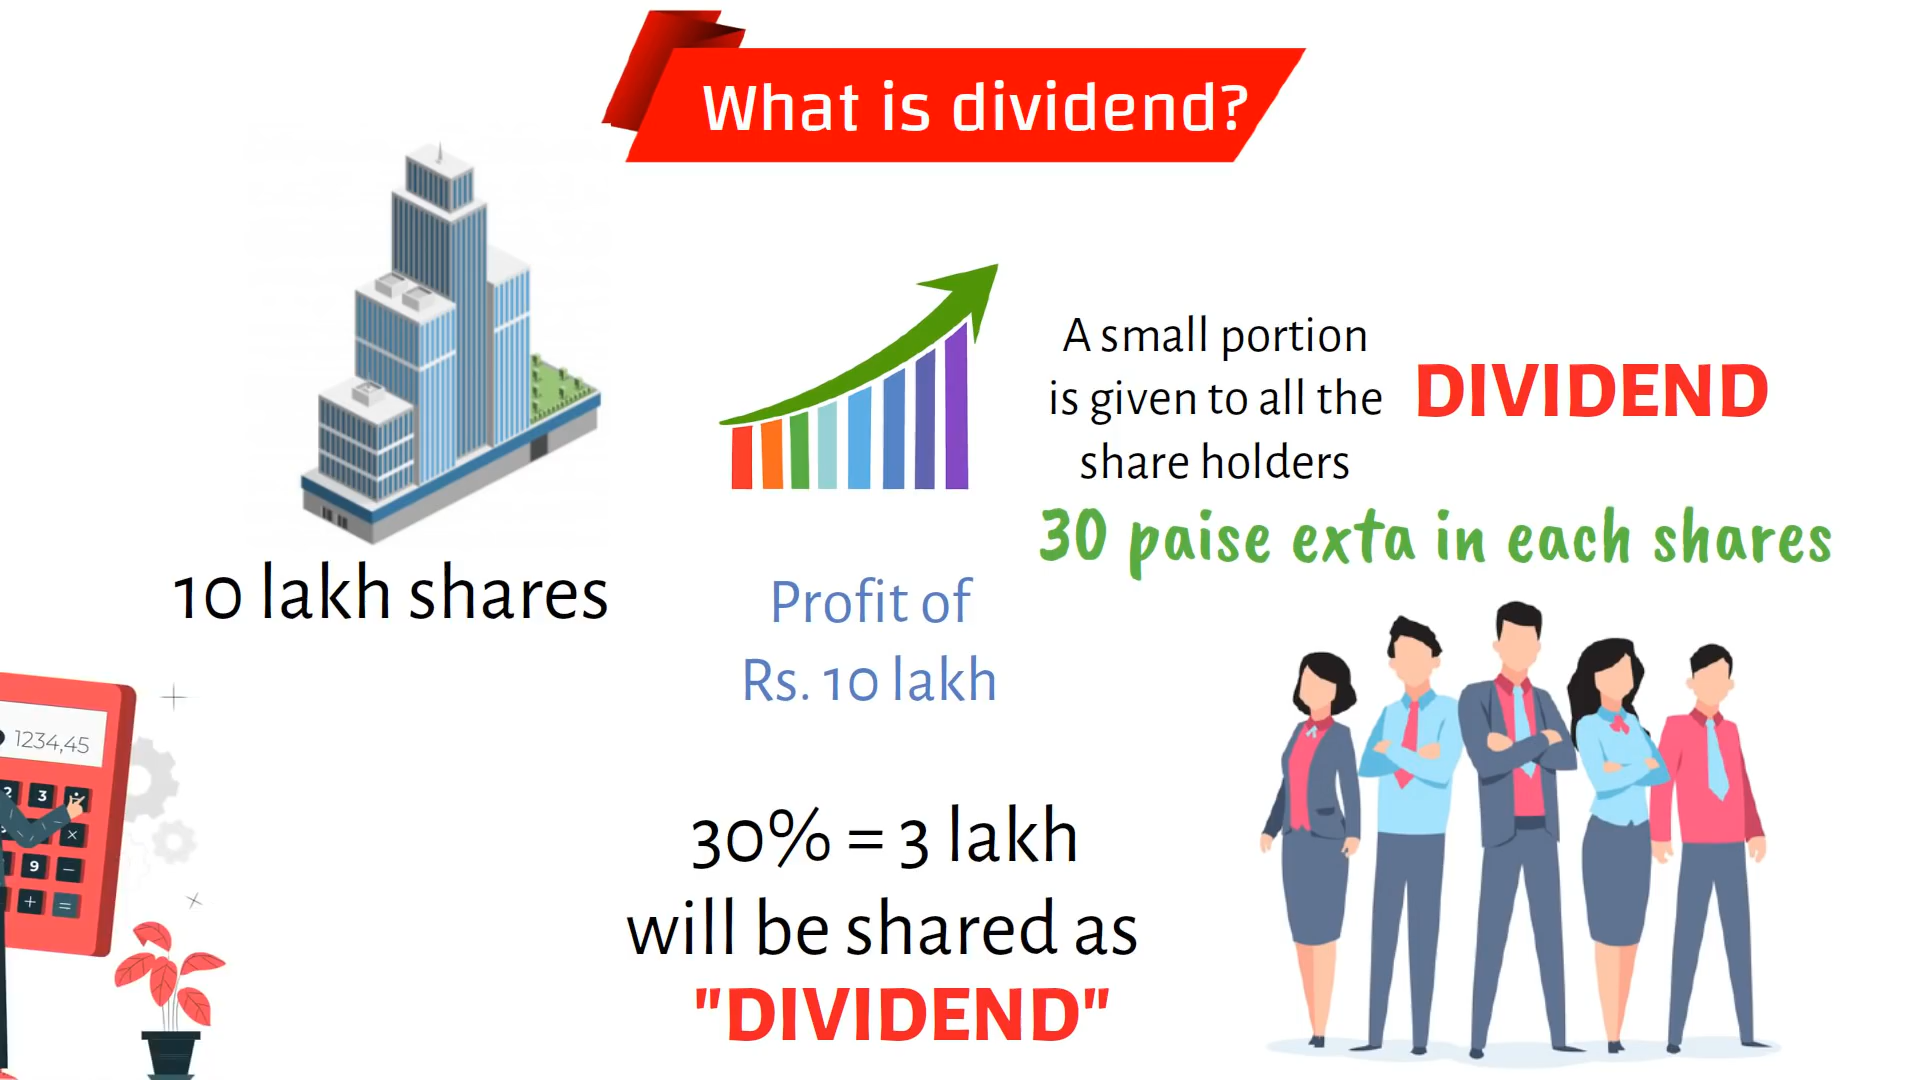 What is dividend?
A small portion
is given to all the
share holders
DIVIDEND
30 paise exta in each shares
10 lakh shares
Profit of
Rs. 10 lakh
1234,45
2 3 ÷
×
9 −
+ =
30% = 3 lakh
will be shared as
"DIVIDEND"